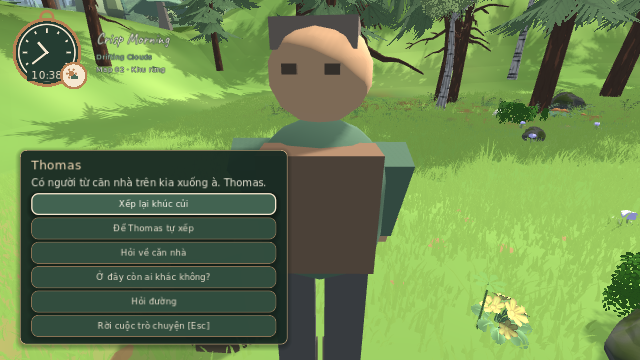 Crisp Morning
Drifting Clouds
10:38
Thomas
Có người từ căn nhà trên kia xuống à. Thomas.
Xếp lại khúc củi
Để Thomas tự xếp
Hỏi về căn nhà
Ở đây còn ai khác không?
Hỏi đường
Rời cuộc trò chuyện [Esc]